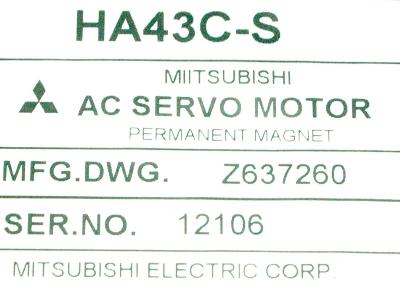 HA43C-S
MIITSUBISHI
AC SERVO MOTOR
PERMANENT MAGNET
MFG.DWG. Z637260
SER.NO. 12106
MITSUBISHI ELECTRIC CORP.